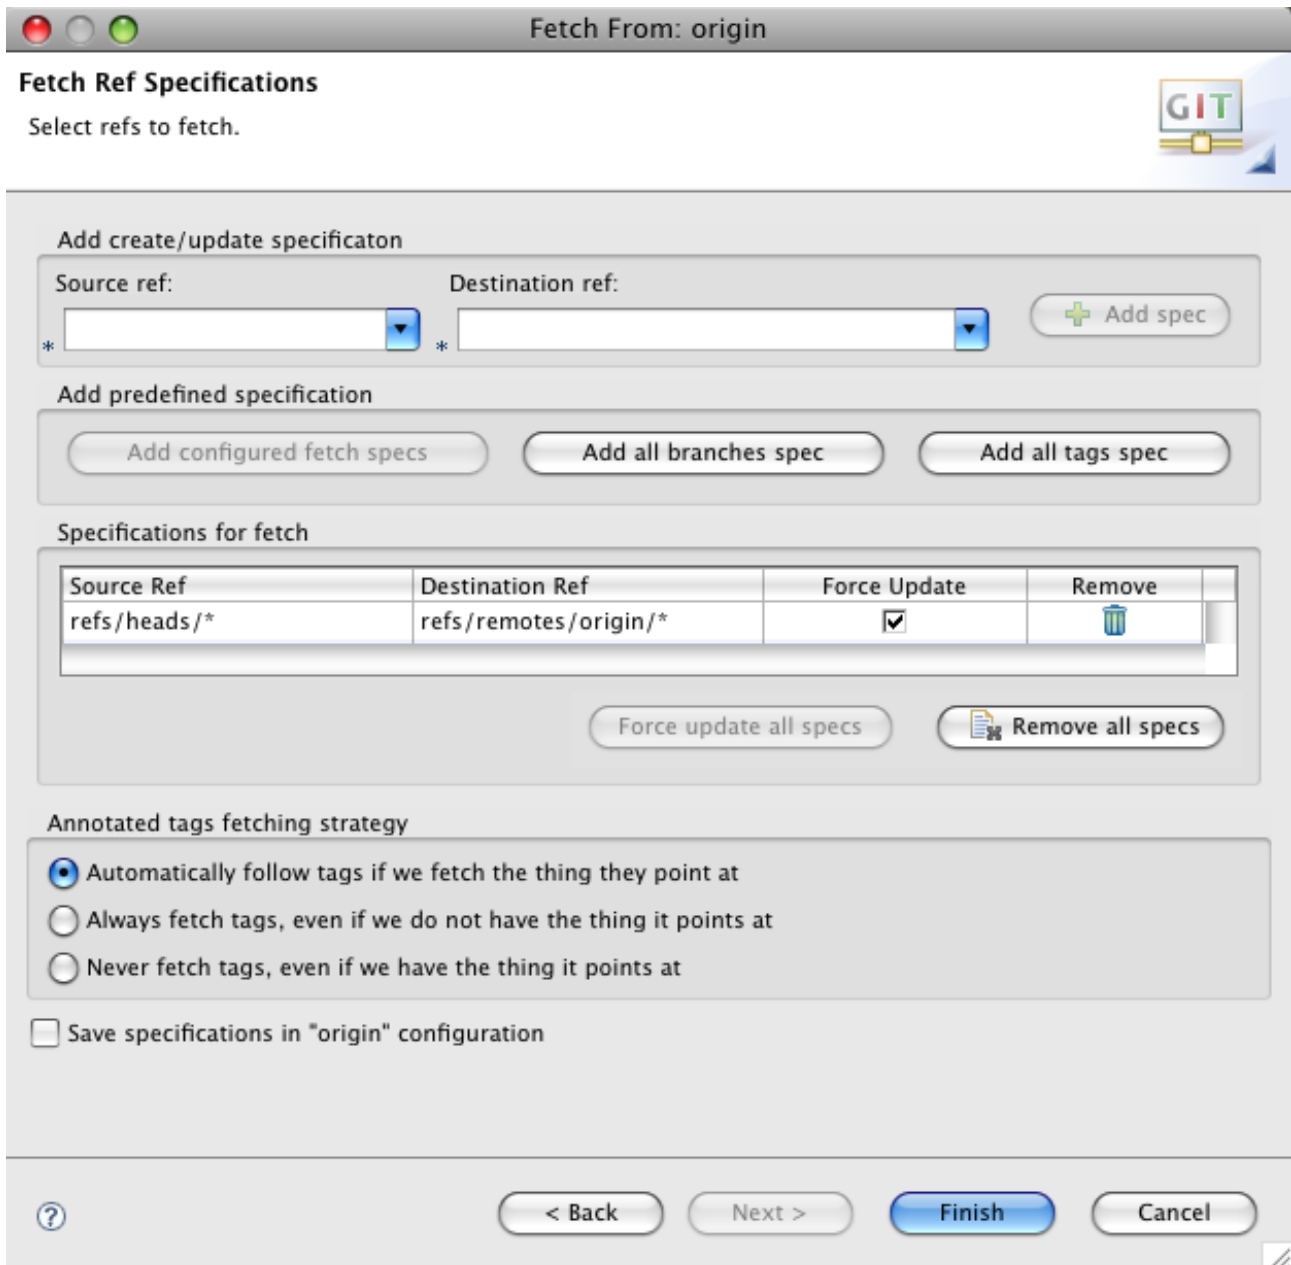 Fetch From: origin
Fetch Ref Specifications
Select refs to fetch.
GIT
Add create/update specificaton
Source ref: Destination ref:
* * Add spec
Add predefined specification
Add configured fetch specs Add all branches spec Add all tags spec
Specifications for fetch
Source Ref Destination Ref Force Update Remove
refs/heads/* refs/remotes/origin/*
Force update all specs Remove all specs
Annotated tags fetching strategy
Automatically follow tags if we fetch the thing they point at
Always fetch tags, even if we do not have the thing it points at
Never fetch tags, even if we have the thing it points at
Save specifications in "origin" configuration
? < Back Next > Finish Cancel